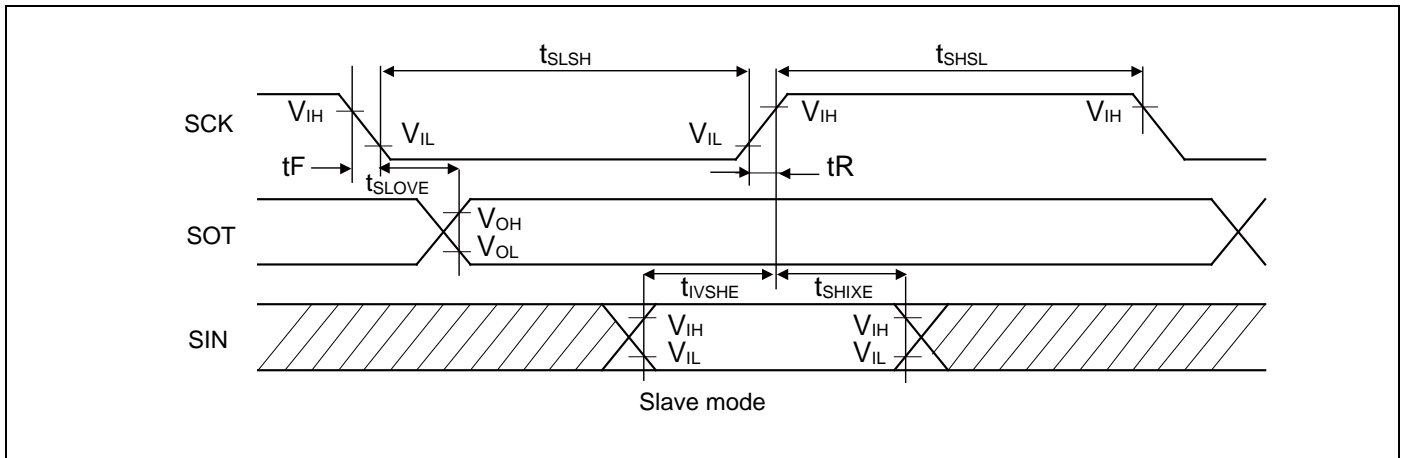 tSLSH tSHSL
SCK VIH VIL VIL VIH VIH
tF tSLOVE tR
SOT VOH
VOL
tIVSHE tSHIXE
SIN VIH VIH
VIL VIL
Slave mode